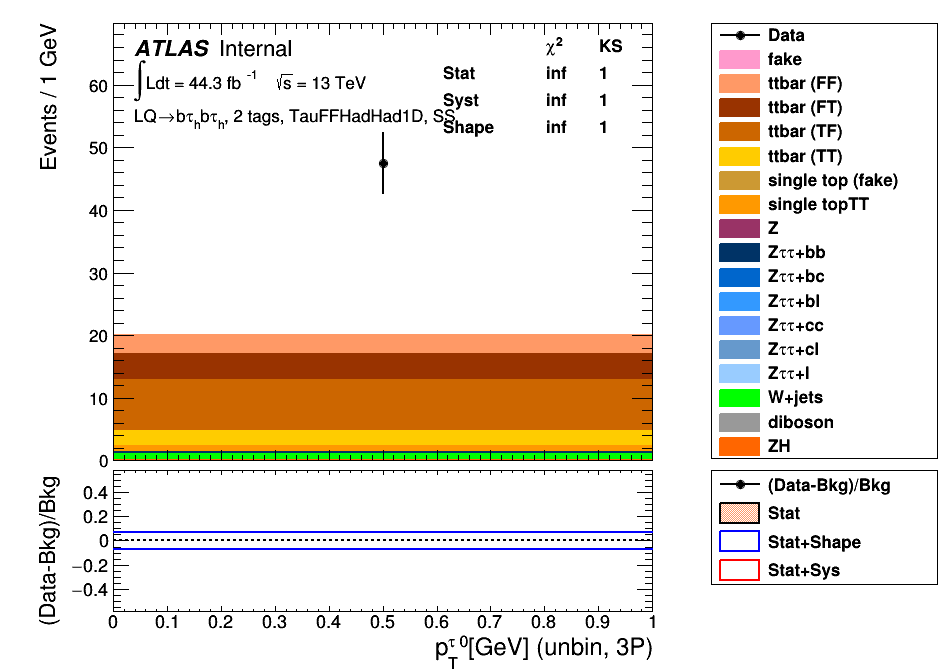 Events / 1 GeV
ATLAS Internal
∫Ldt = 44.3 fb⁻¹ √s = 13 TeV
LQ→bτₕbτₕ, 2 tags, TauFFHadHad1D, SS
χ² KS
Stat inf 1
Syst inf 1
Shape inf 1
60
50
40
30
20
10
0
Data
fake
ttbar (FF)
ttbar (FT)
ttbar (TF)
ttbar (TT)
single top (fake)
single topTT
Z
Zττ+bb
Zττ+bc
Zττ+bl
Zττ+cc
Zττ+cl
Zττ+l
W+jets
diboson
ZH
(Data-Bkg)/Bkg
0.4
0.2
0
−0.2
−0.4
0 0.1 0.2 0.3 0.4 0.5 0.6 0.7 0.8 0.9 1
p_T^τ0[GeV] (unbin, 3P)
(Data-Bkg)/Bkg
Stat
Stat+Shape
Stat+Sys